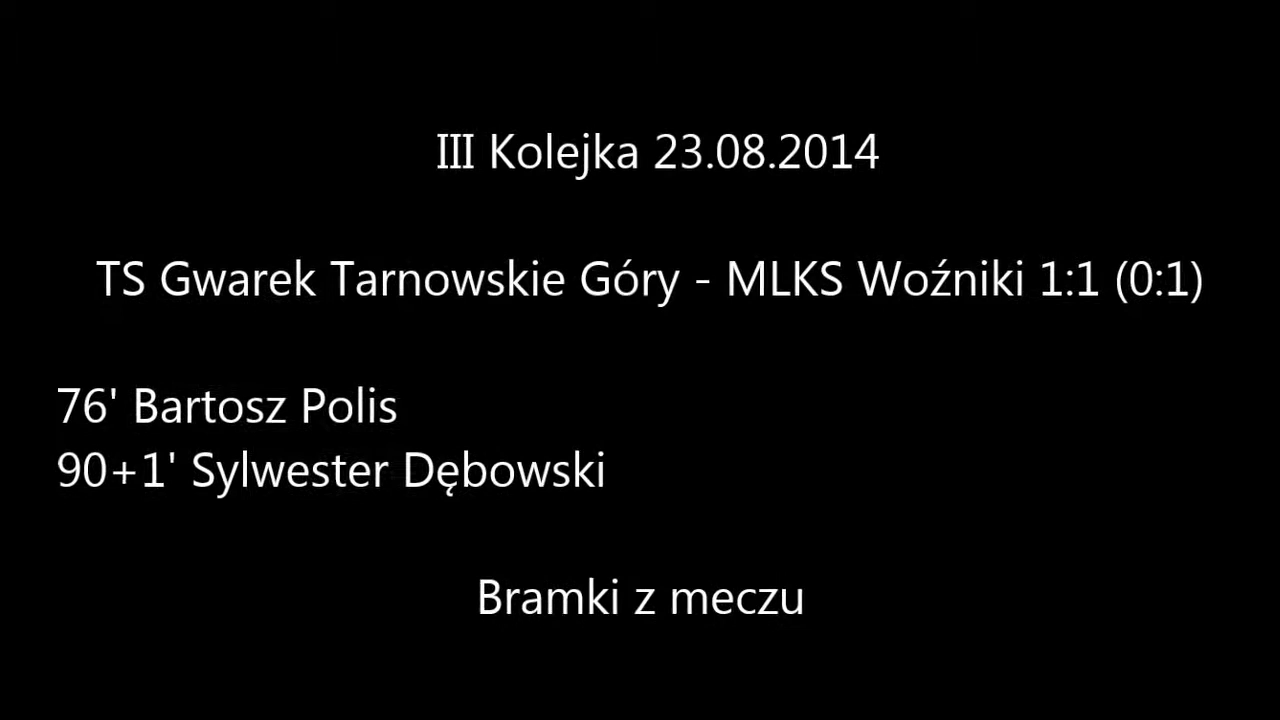 III Kolejka 23.08.2014
TS Gwarek Tarnowskie Góry - MLKS Woźniki 1:1 (0:1)
76' Bartosz Polis
90+1' Sylwester Dębowski
Bramki z meczu